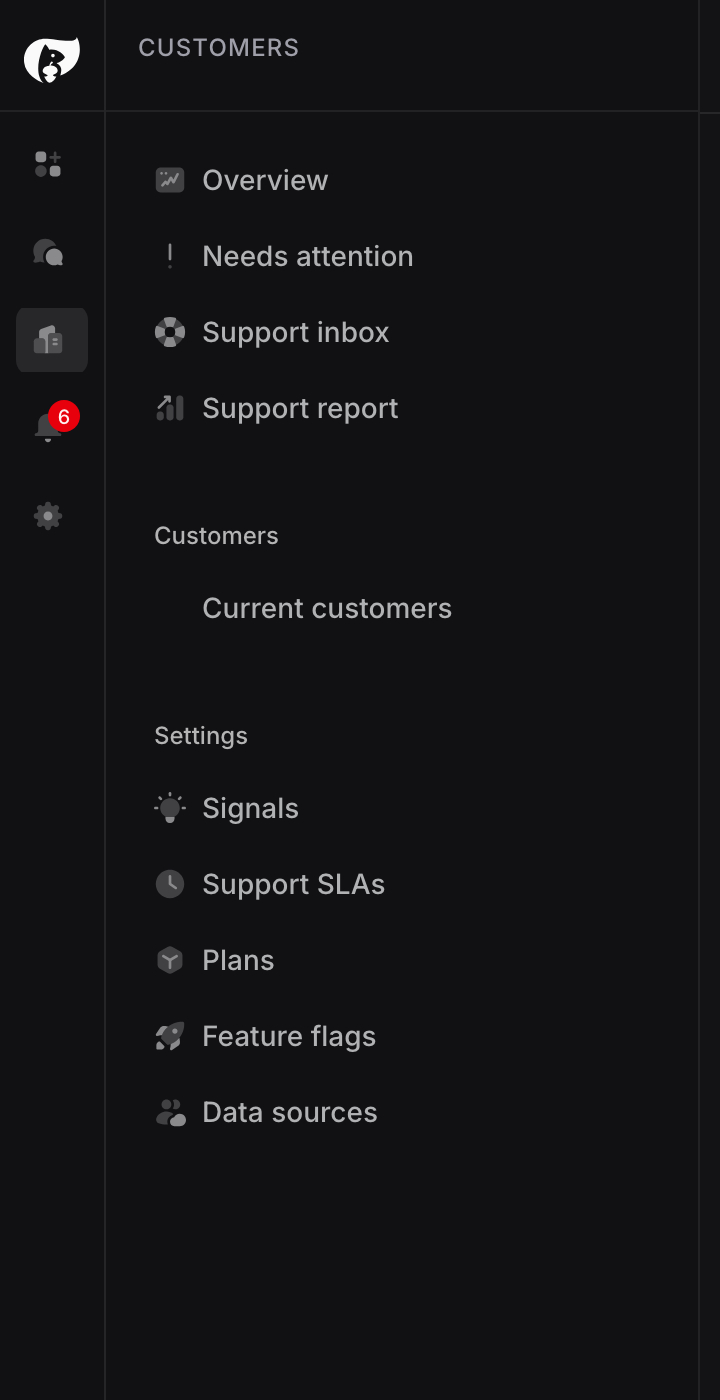 CUSTOMERS
Overview
Needs attention
Support inbox
Support report
6
Customers
Current customers
Settings
Signals
Support SLAs
Plans
Feature flags
Data sources